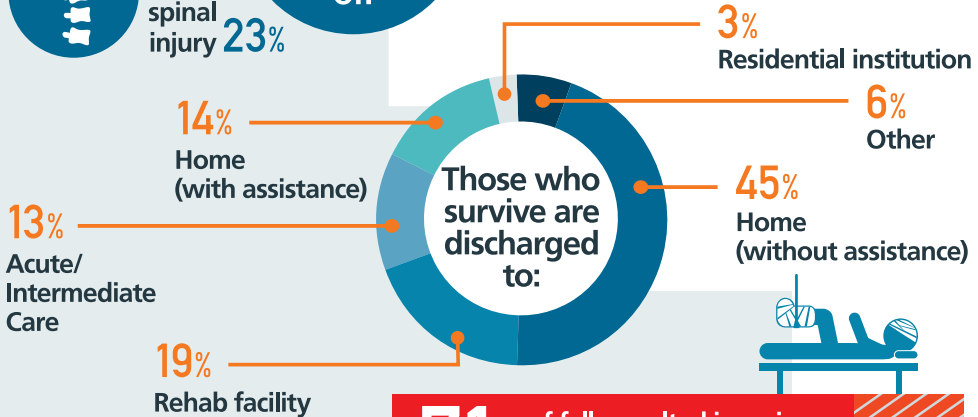 spinal
injury 23%
3%
Residential institution
6%
Other
14%
Home
(with assistance)
Those who
survive are
discharged
to:
45%
Home
(without assistance)
13%
Acute/
Intermediate
Care
19%
Rehab facility